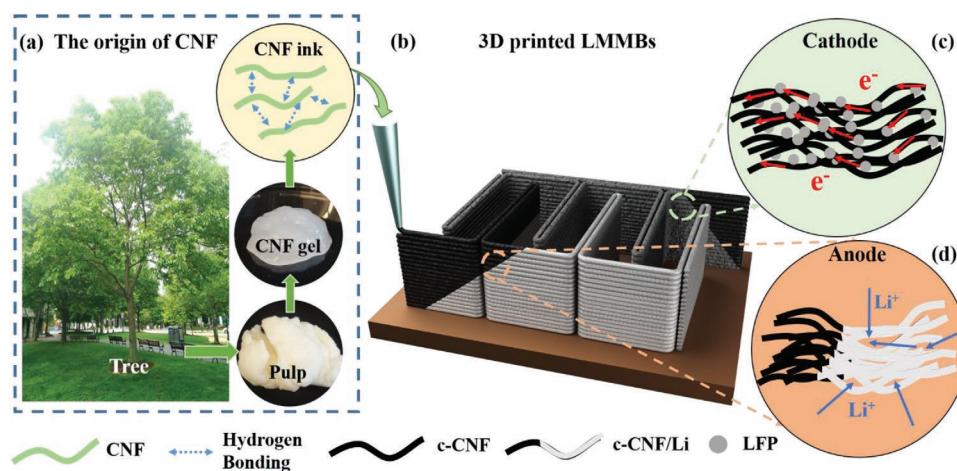 (a) The origin of CNF
CNF ink
CNF gel
Pulp
Tree
(b) 3D printed LMMBs
Cathode (c)
e-
e-
Anode (d)
Li+
Li+
CNF
Hydrogen
Bonding
c-CNF
c-CNF/Li
LFP